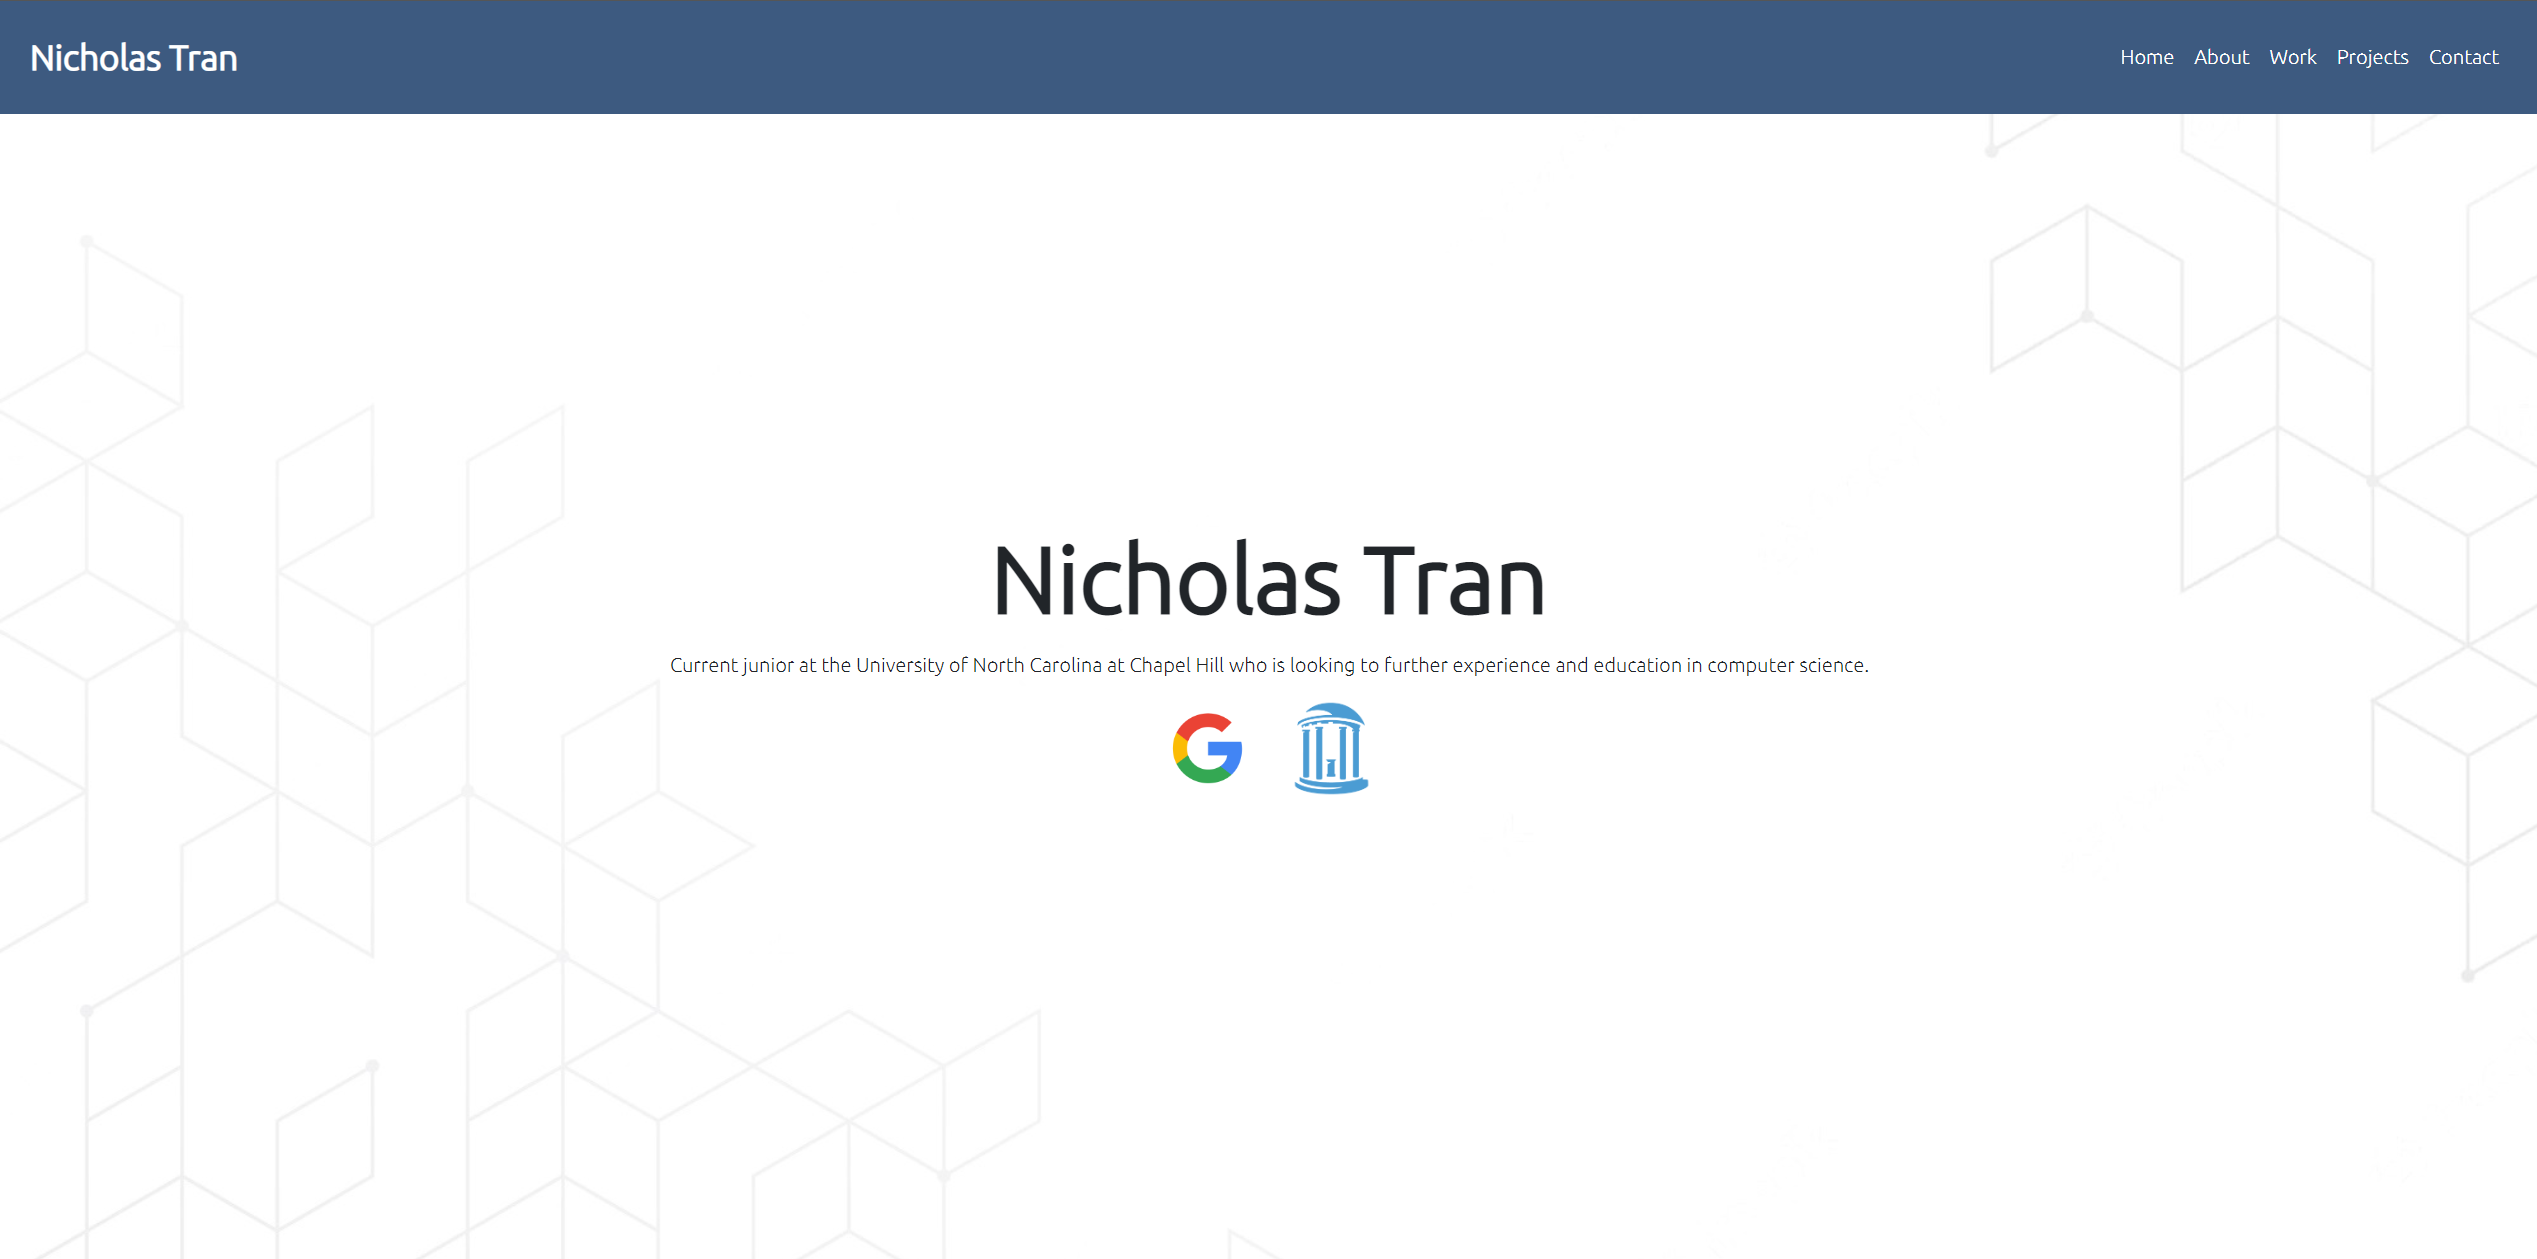 Nicholas Tran
Home About Work Projects Contact
Nicholas Tran
Current junior at the University of North Carolina at Chapel Hill who is looking to further experience and education in computer science.
G